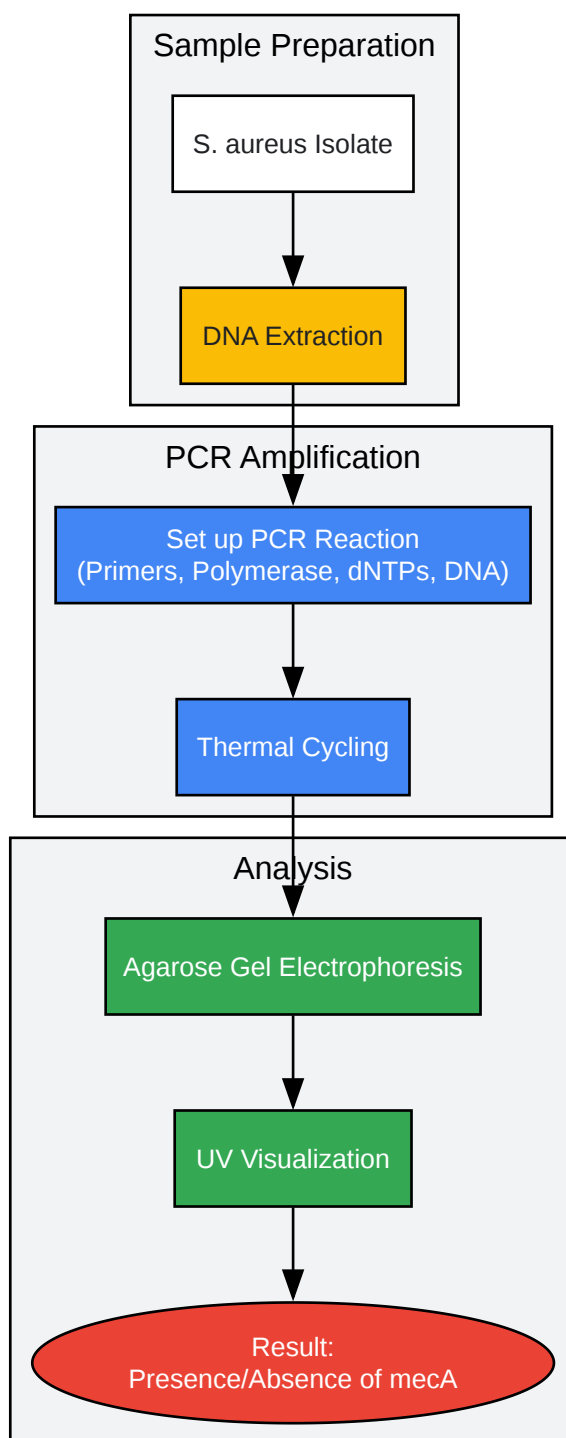 Sample Preparation
S. aureus Isolate
DNA Extraction
PCR Amplification
Set up PCR Reaction
(Primers, Polymerase, dNTPs, DNA)
Thermal Cycling
Analysis
Agarose Gel Electrophoresis
UV Visualization
Result:
Presence/Absence of mecA